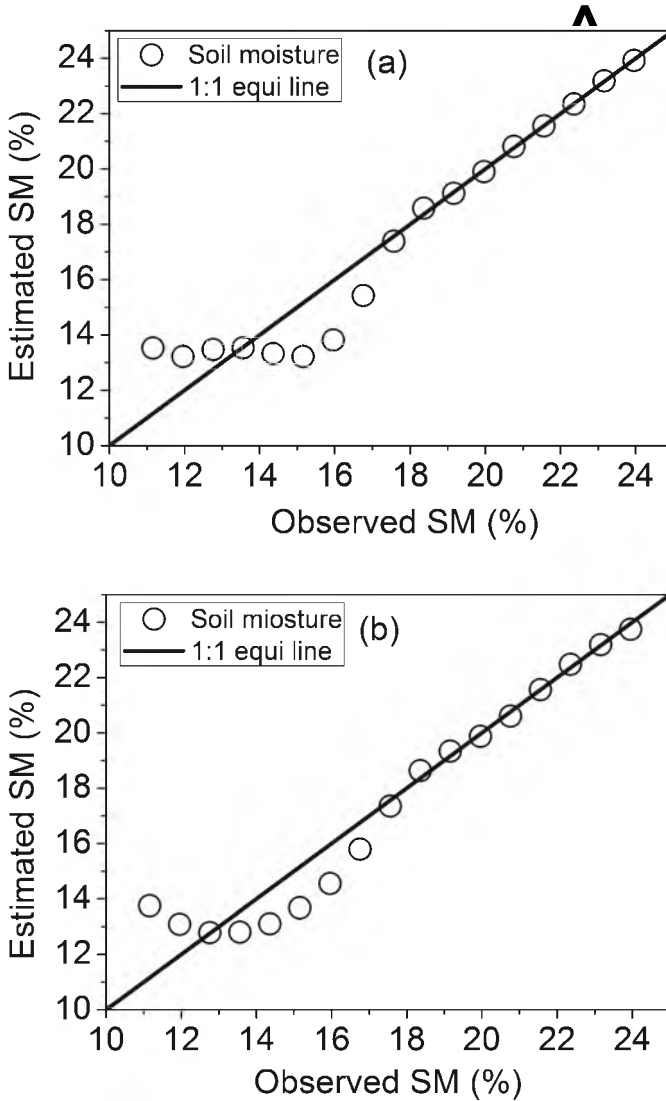 Soil moisture
1:1 equi line
(a)
24
22
20
18
16
14
12
10
Estimated SM (%)
10 12 14 16 18 20 22 24
Observed SM (%)
Soil miosture
1:1 equi line
(b)
24
22
20
18
16
14
12
10
Estimated SM (%)
10 12 14 16 18 20 22 24
Observed SM (%)